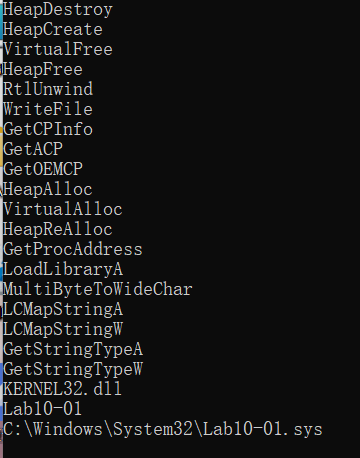 HeapDestroy
HeapCreate
VirtualFree
HeapFree
RtlUnwind
WriteFile
GetCPInfo
GetACP
GetOEMCP
HeapAlloc
VirtualAlloc
HeapReAlloc
GetProcAddress
LoadLibraryA
MultiByteToWideChar
LCMapStringA
LCMapStringW
GetStringTypeA
GetStringTypeW
KERNEL32.dll
Lab10-01
C:\Windows\System32\Lab10-01.sys